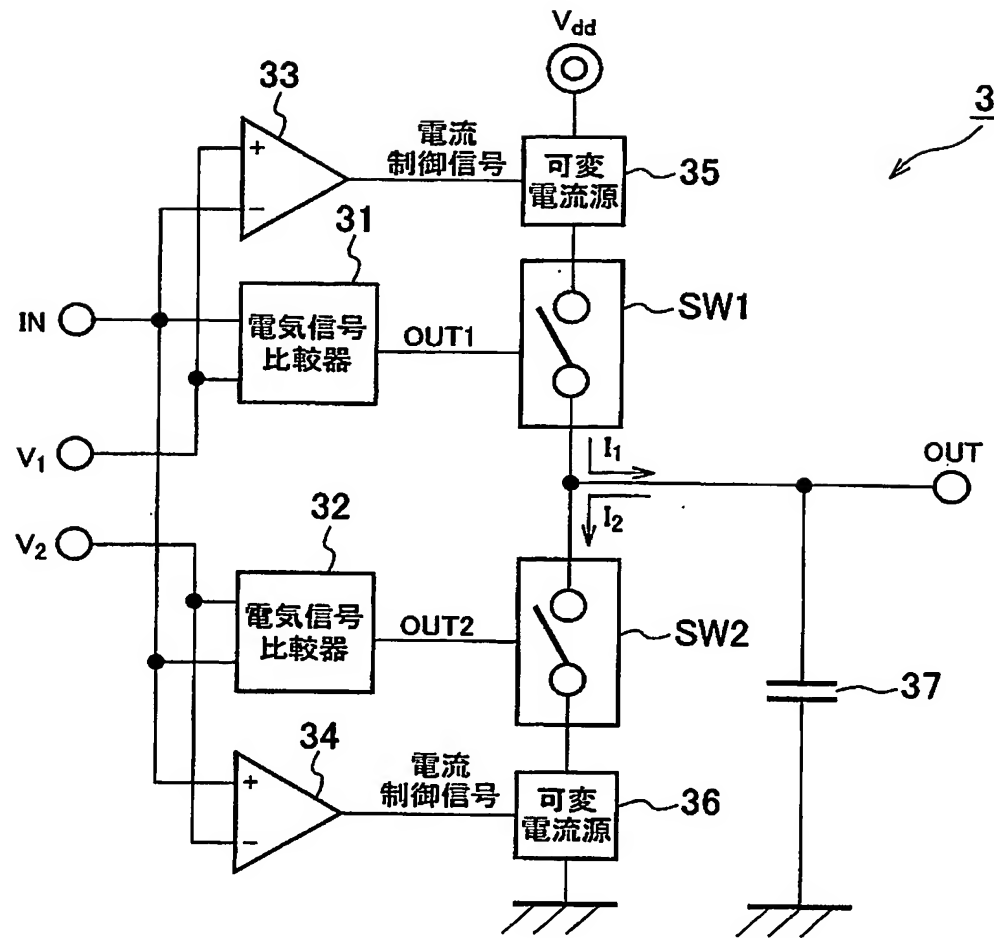 Vdd
3
33
電流
制御信号
可変
電流源
35
31
IN
電気信号
比較器
OUT1
SW1
V1
I1
OUT
V2
I2
32
電気信号
比較器
OUT2
SW2
37
34
電流
制御信号
可変
電流源
36
+
−
+
−